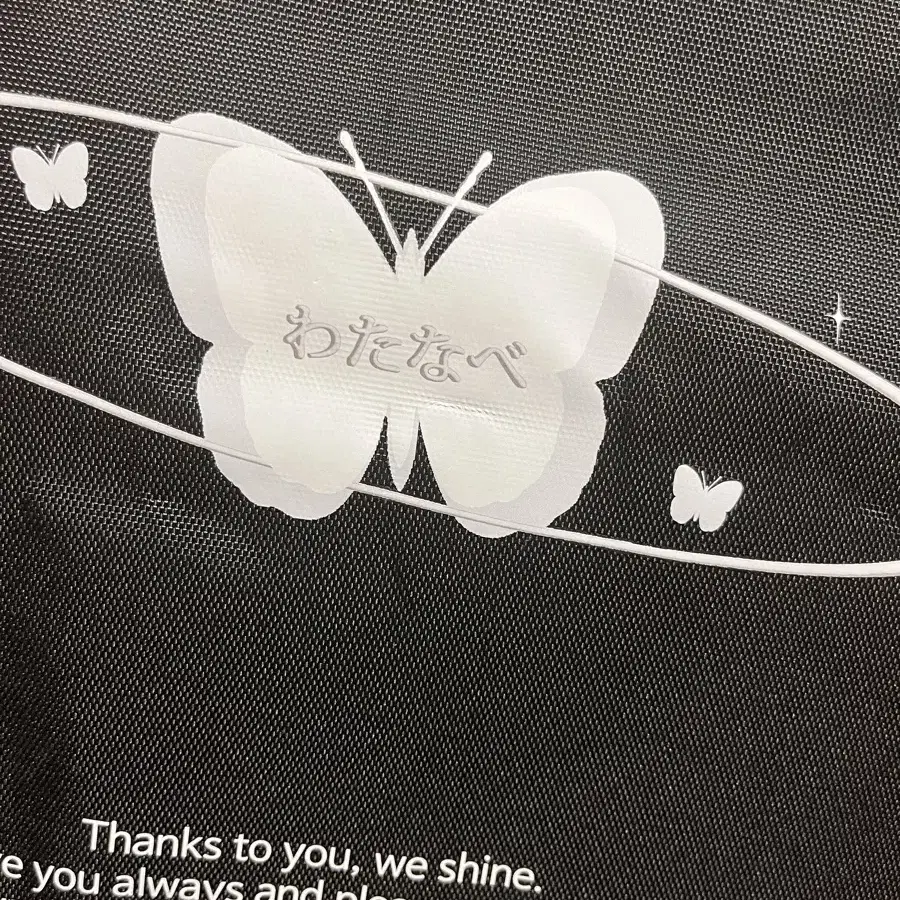 わたなべ
Thanks to you, we shine.
you always and